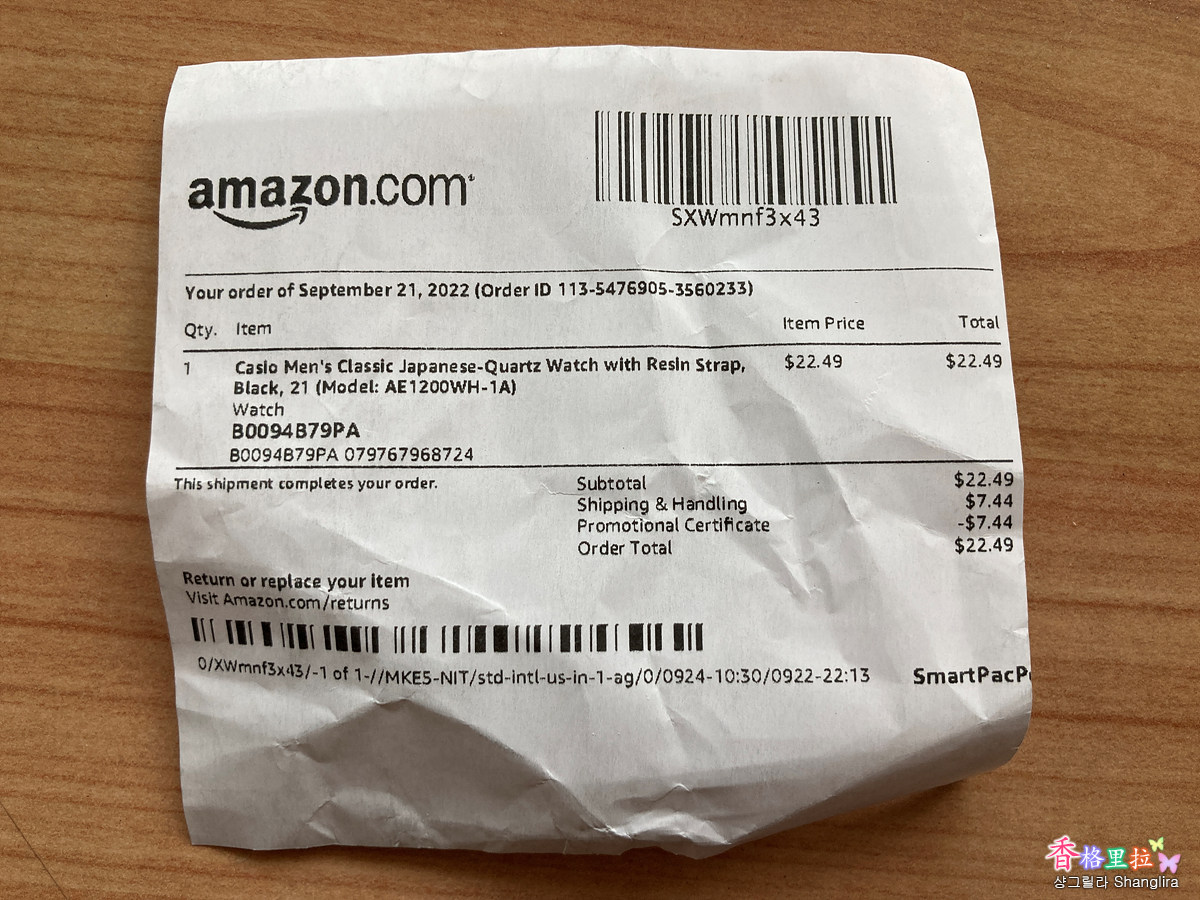 amazon.com
SXWmnf3x43
Your order of September 21, 2022 (Order ID 113-5476905-3560233)
Qty. Item Item Price Total
1 Casio Men's Classic Japanese-Quartz Watch with Resin Strap, $22.49 $22.49
Black, 21 (Model: AE1200WH-1A)
Watch
B0094B79PA
B0094B79PA 079767968724
This shipment completes your order. Subtotal $22.49
Shipping & Handling $7.44
Promotional Certificate -$7.44
Order Total $22.49
Return or replace your item
Visit Amazon.com/returns
0/XWmnf3x43/-1 of 1-//MKE5-NIT/std-intl-us-in-1-ag/0/0924-10:30/0922-22:13 SmartPacP
香格里拉
샹그릴라 Shanglira